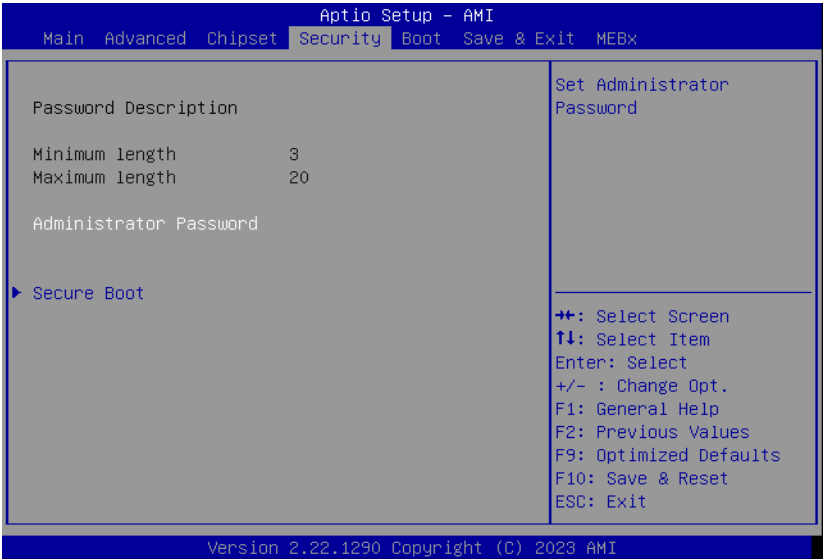 Aptio Setup – AMI
Main Advanced Chipset Security Boot Save & Exit MEBx
Password Description
Minimum length 3
Maximum length 20
Administrator Password
Secure Boot
Set Administrator
Password
→←: Select Screen
↑↓: Select Item
Enter: Select
+/- : Change Opt.
F1: General Help
F2: Previous Values
F9: Optimized Defaults
F10: Save & Reset
ESC: Exit
Version 2.22.1290 Copyright (C) 2023 AMI